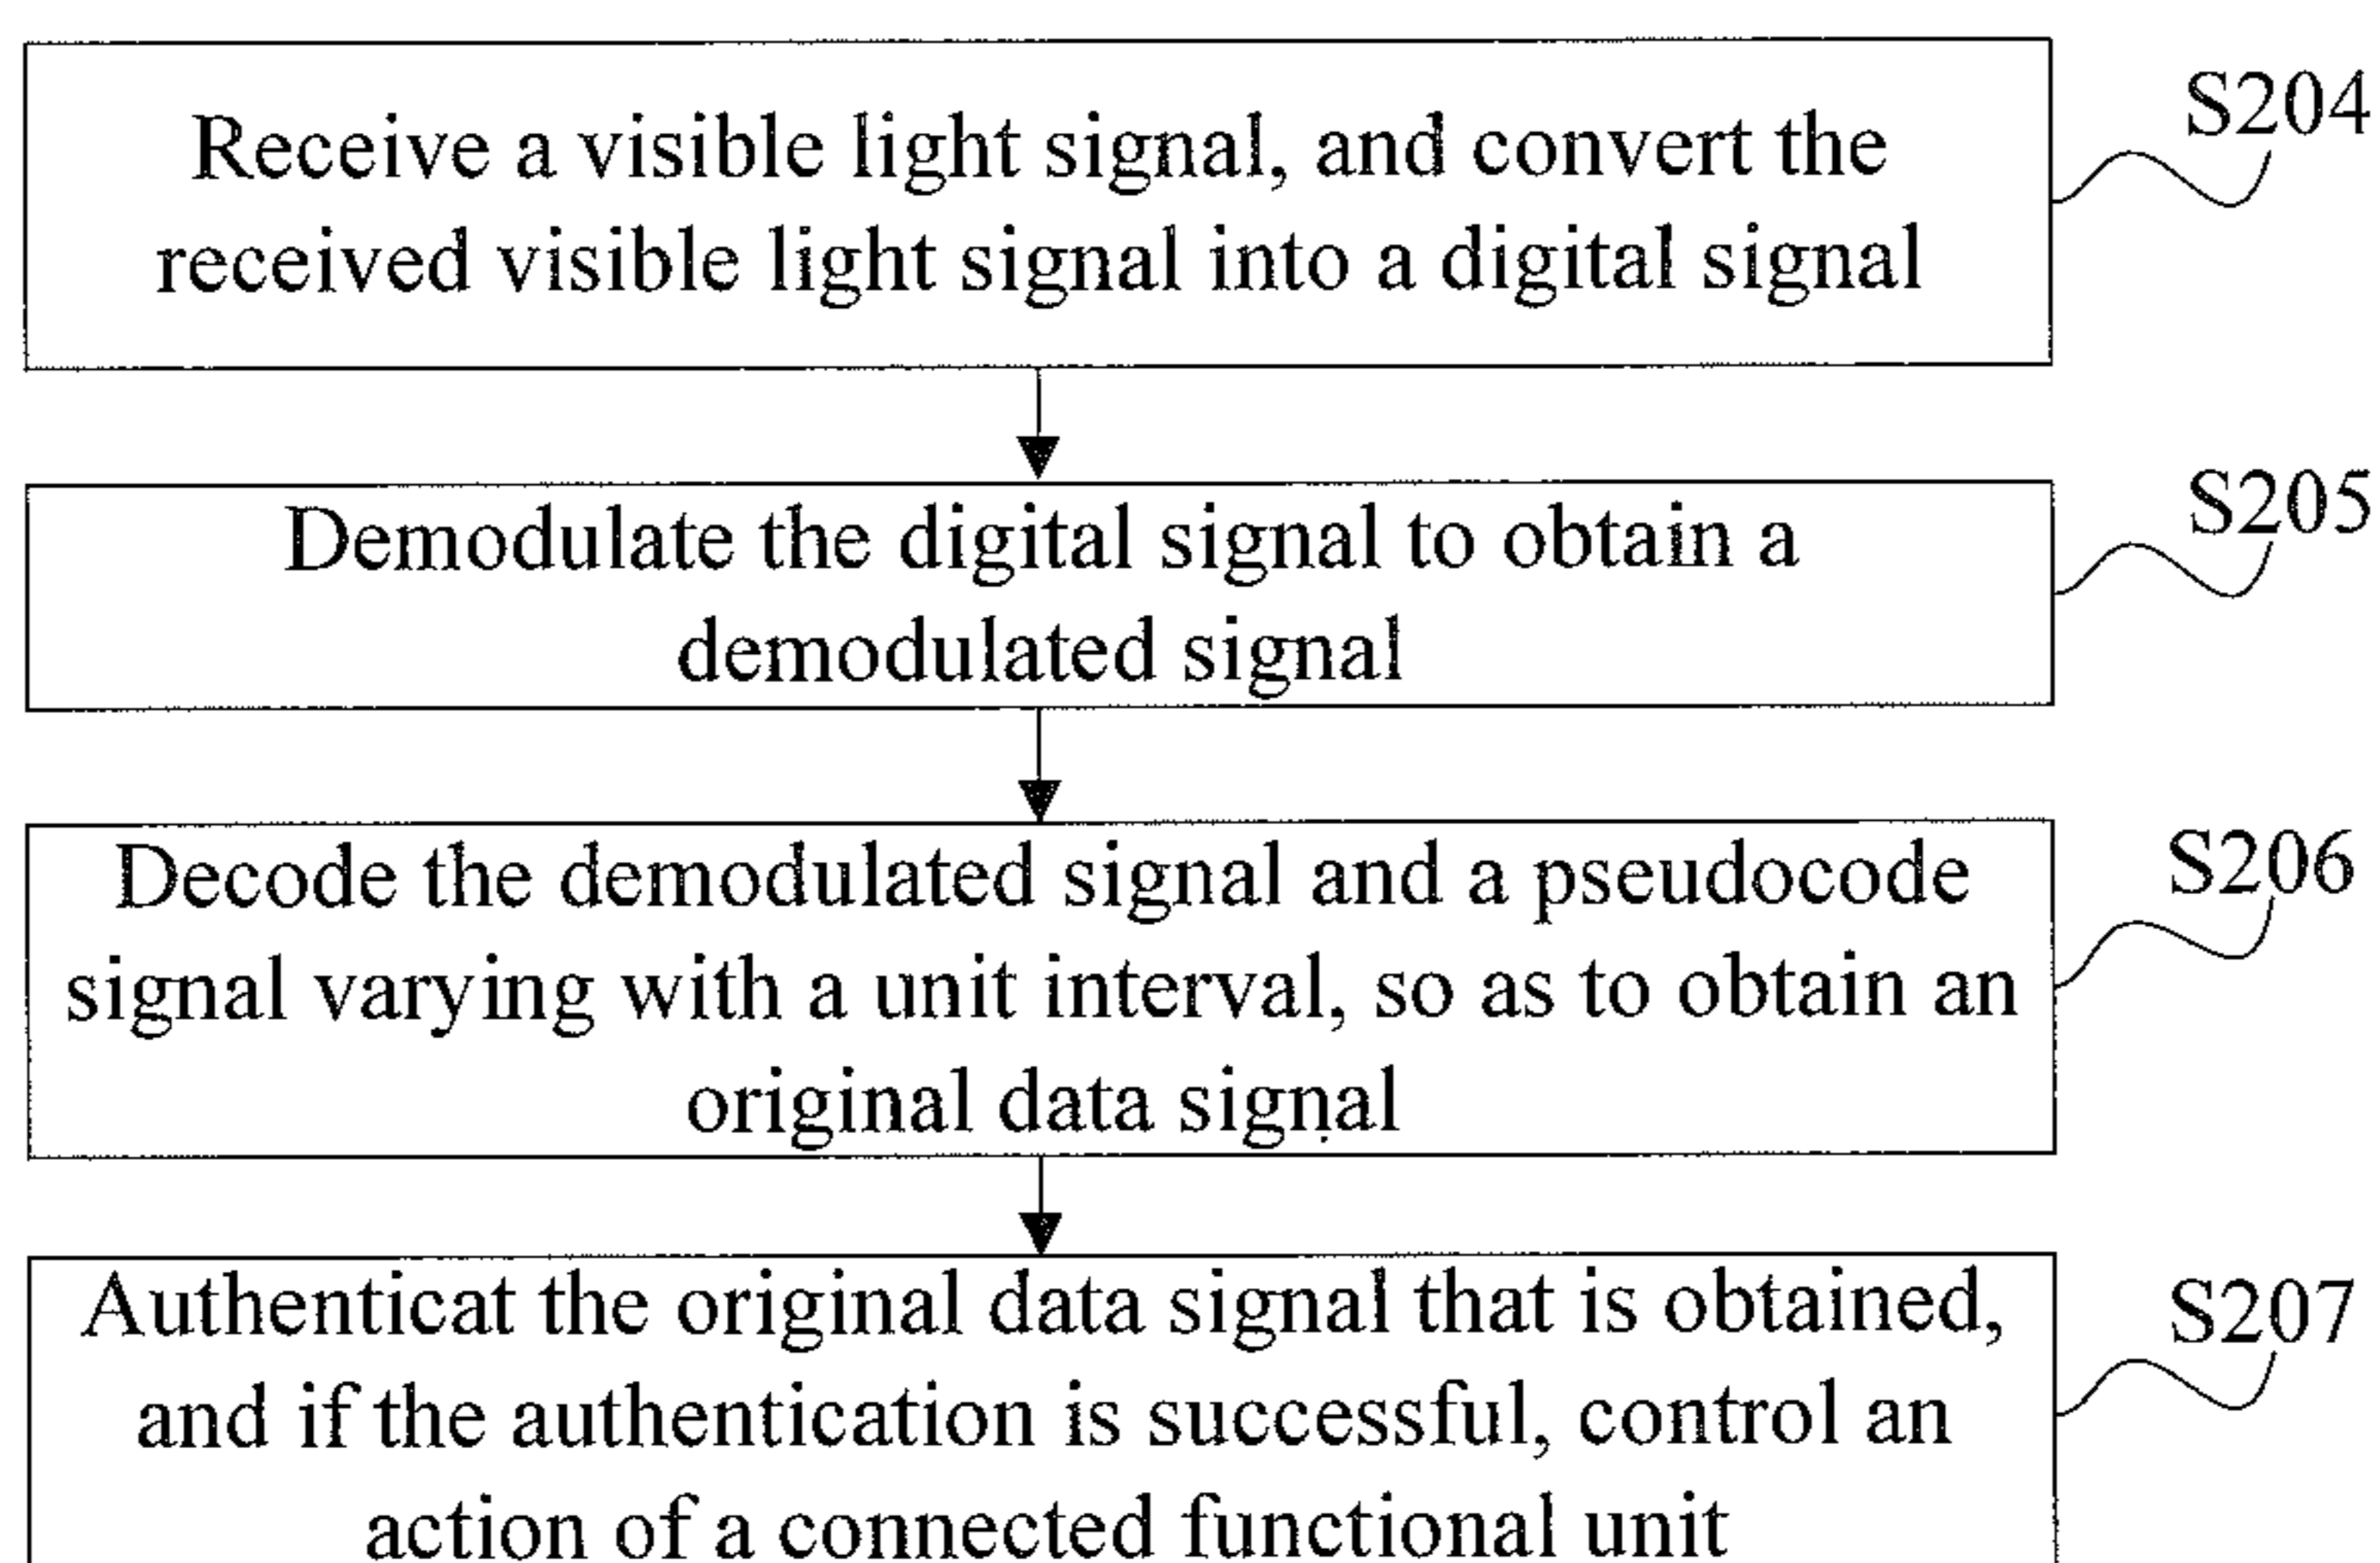 Receive a visible light signal, and convert the
received visible light signal into a digital signal
S204
Demodulate the digital signal to obtain a
demodulated signal
S205
Decode the demodulated signal and a pseudocode
signal varying with a unit interval, so as to obtain an
original data signal
S206
Authenticat the original data signal that is obtained,
and if the authentication is successful, control an
action of a connected functional unit
S207